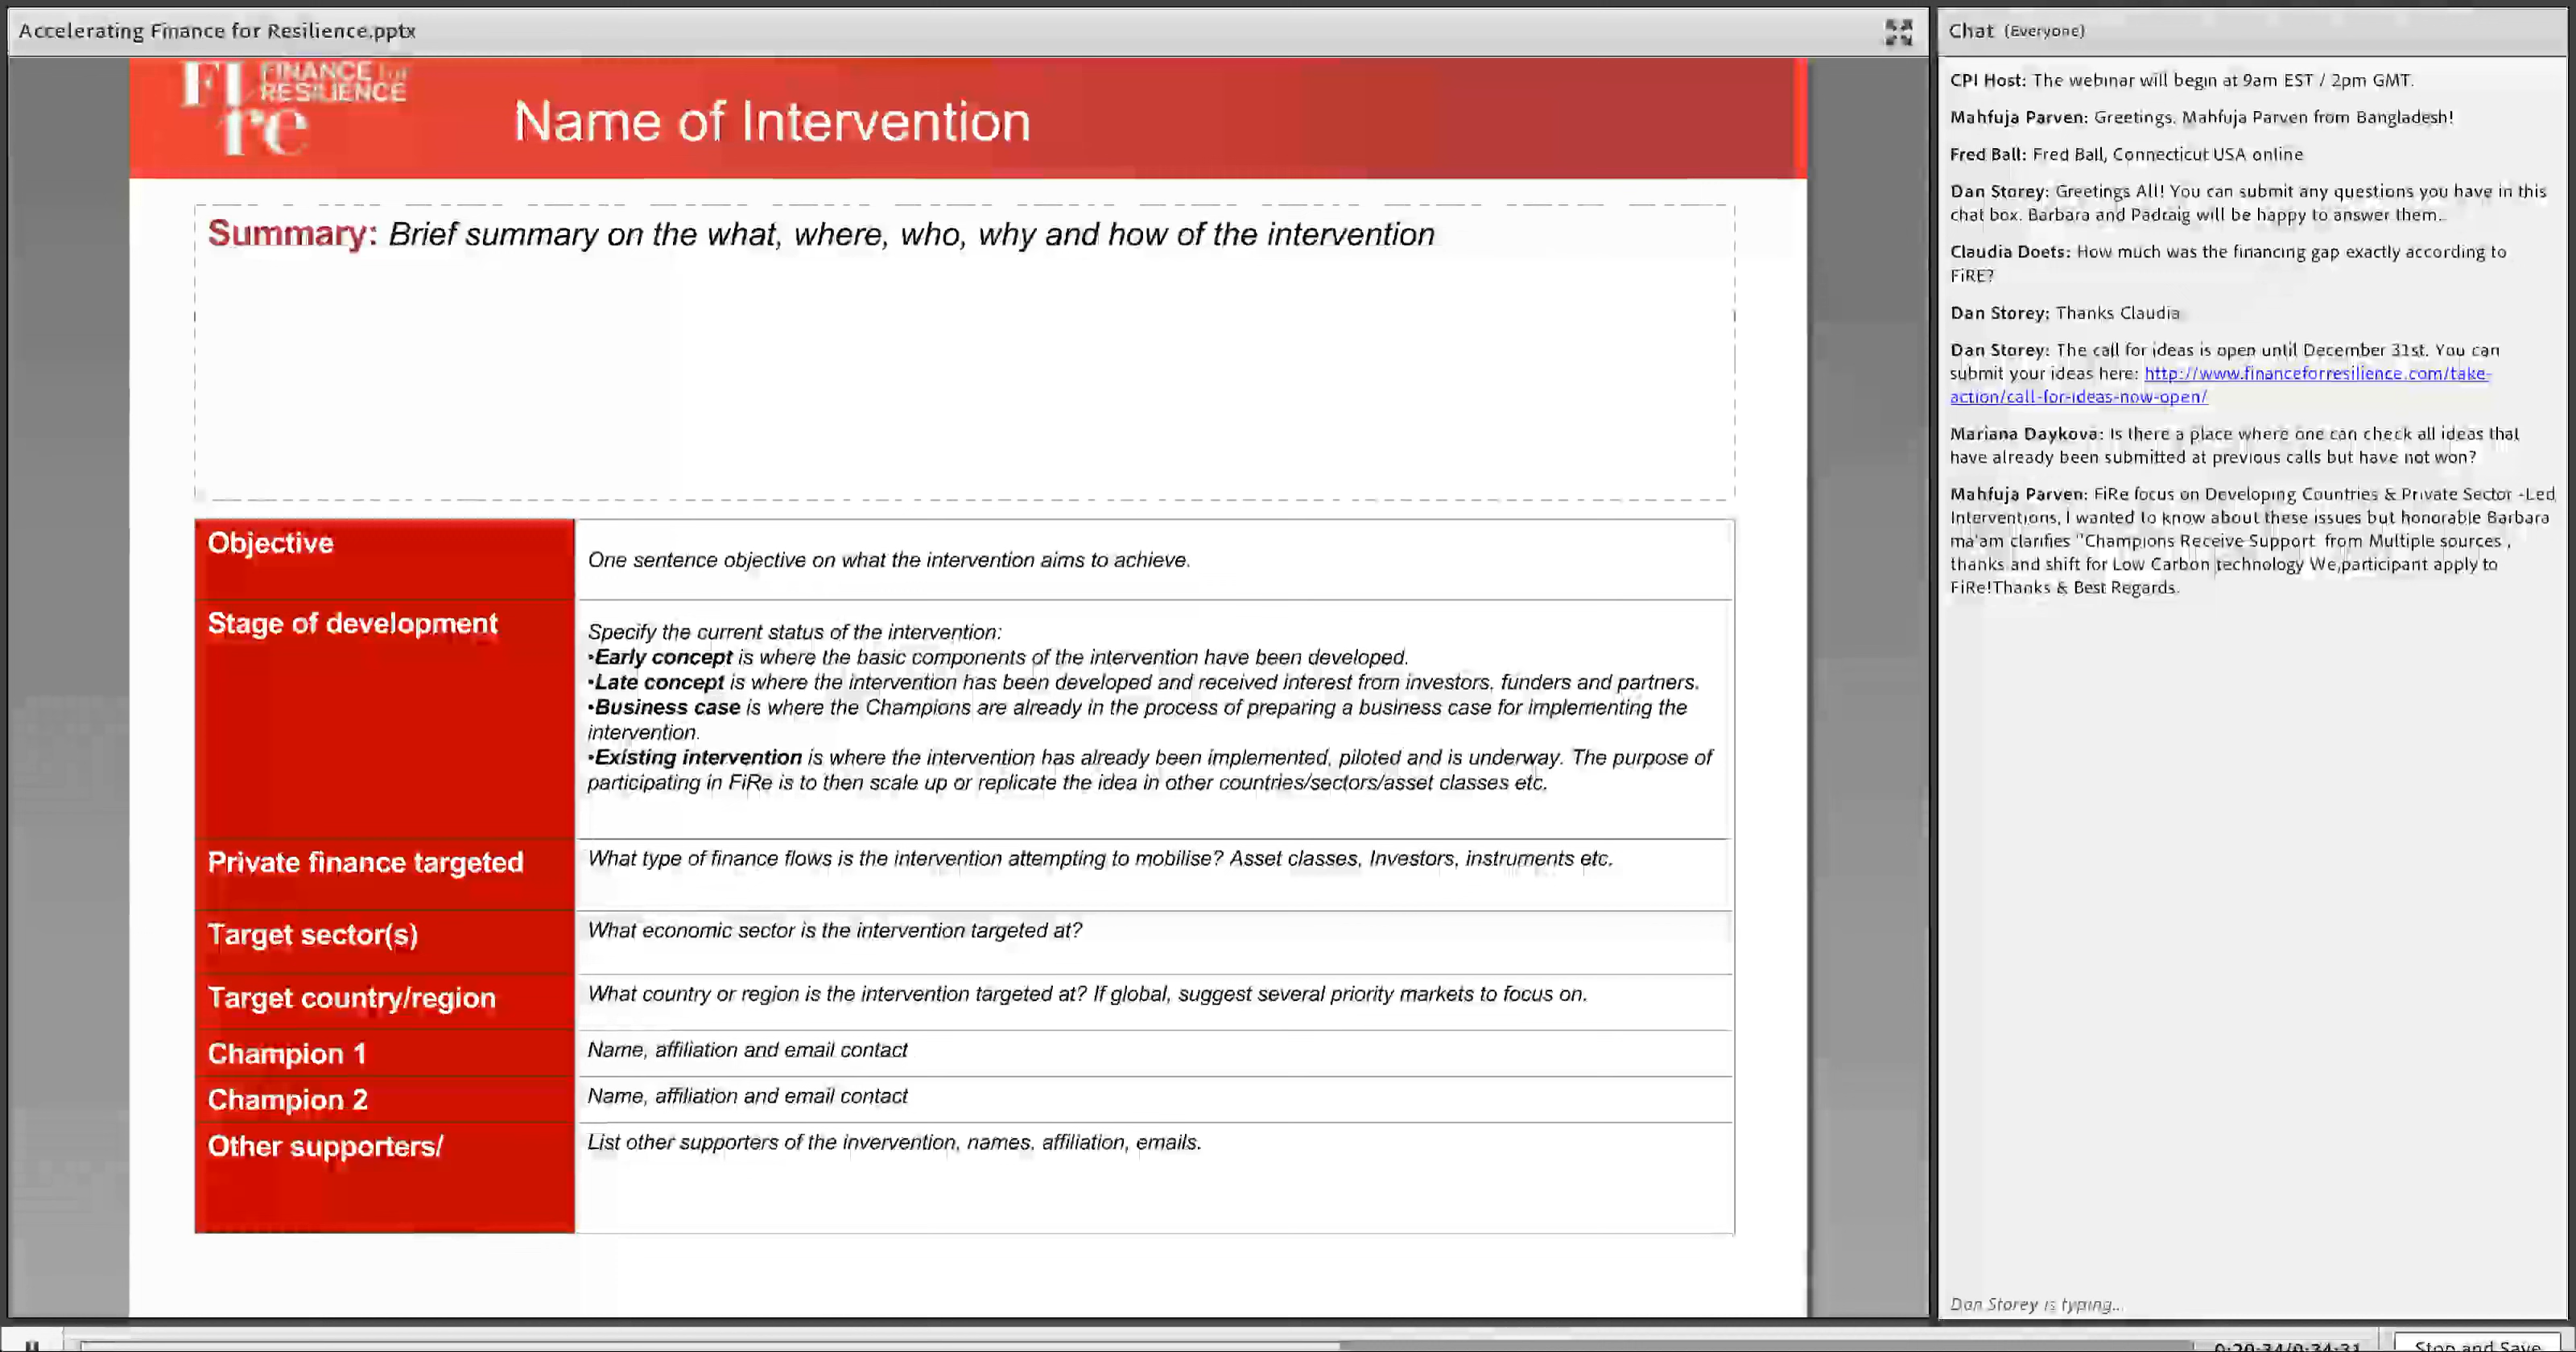 Accelerating Finance for Resilience.pptx
FINANCE for
RESILIENCE
Fi
re
Name of Intervention
Summary: Brief summary on the what, where, who, why and how of the intervention
Objective
One sentence objective on what the intervention aims to achieve.
Stage of development
Specify the current status of the intervention:
•Early concept is where the basic components of the intervention have been developed.
•Late concept is where the intervention has been developed and received interest from investors, funders and partners.
•Business case is where the Champions are already in the process of preparing a business case for implementing the
intervention.
•Existing intervention is where the intervention has already been implemented, piloted and is underway. The purpose of
participating in FiRe is to then scale up or replicate the idea in other countries/sectors/asset classes etc.
Private finance targeted
What type of finance flows is the intervention attempting to mobilise? Asset classes, Investors, instruments etc.
Target sector(s)
What economic sector is the intervention targeted at?
Target country/region
What country or region is the intervention targeted at? If global, suggest several priority markets to focus on.
Champion 1
Name, affiliation and email contact
Champion 2
Name, affiliation and email contact
Other supporters/
List other supporters of the invervention, names, affiliation, emails.
Chat (Everyone)
CPI Host: The webinar will begin at 9am EST / 2pm GMT.
Mahfuja Parven: Greetings. Mahfuja Parven from Bangladesh!
Fred Ball: Fred Ball, Connecticut USA online
Dan Storey: Greetings All! You can submit any questions you have in this
chat box. Barbara and Padraig will be happy to answer them..
Claudia Doets: How much was the financing gap exactly according to
FiRE?
Dan Storey: Thanks Claudia
Dan Storey: The call for ideas is open until December 31st. You can
submit your ideas here: http://www.financeforresilience.com/take-
action/call-for-ideas-now-open/
Mariana Daykova: Is there a place where one can check all ideas that
have already been submitted at previous calls but have not won?
Mahfuja Parven: FiRe focus on Developing Countries & Private Sector -Led
Interventions, I wanted to know about these issues but honorable Barbara
ma'am clarifies "Champions Receive Support from Multiple sources ,
thanks and shift for Low Carbon technology We,participant apply to
FiRe!Thanks & Best Regards.
Dan Storey is typing...
0:20:34/0:34:31
Stop and Save